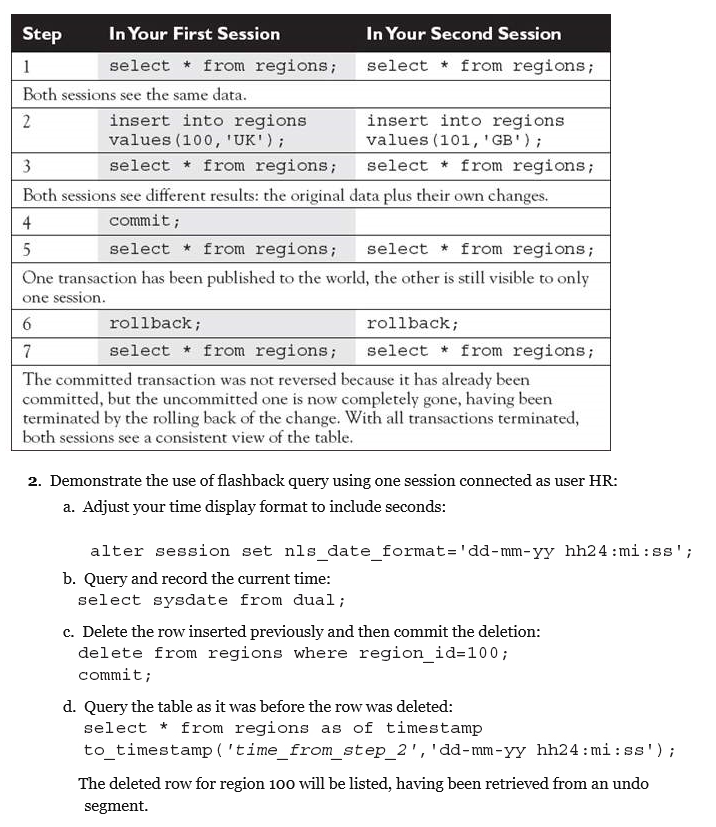 Step In Your First Session In Your Second Session
1 select * from regions; select * from regions;
Both sessions see the same data.
2 insert into regions insert into regions
values(100,'UK'); values(101,'GB');
3 select * from regions; select * from regions;
Both sessions see different results: the original data plus their own changes.
4 commit;
5 select * from regions; select * from regions;
One transaction has been published to the world, the other is still visible to only
one session.
6 rollback; rollback;
7 select * from regions; select * from regions;
The committed transaction was not reversed because it has already been
committed, but the uncommitted one is now completely gone, having been
terminated by the rolling back of the change. With all transactions terminated,
both sessions see a consistent view of the table.
2. Demonstrate the use of flashback query using one session connected as user HR:
a. Adjust your time display format to include seconds:
alter session set nls_date_format='dd-mm-yy hh24:mi:ss';
b. Query and record the current time:
select sysdate from dual;
c. Delete the row inserted previously and then commit the deletion:
delete from regions where region_id=100;
commit;
d. Query the table as it was before the row was deleted:
select * from regions as of timestamp
to_timestamp('time_from_step_2','dd-mm-yy hh24:mi:ss');
The deleted row for region 100 will be listed, having been retrieved from an undo
segment.